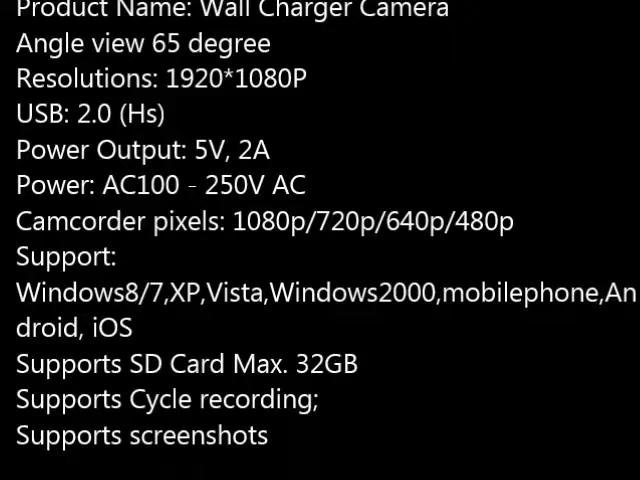 Product Name: Wall Charger Camera
Angle view 65 degree
Resolutions: 1920*1080P
USB: 2.0 (Hs)
Power Output: 5V, 2A
Power: AC100 - 250V AC
Camcorder pixels: 1080p/720p/640p/480p
Support:
Windows8/7,XP,Vista,Windows2000,mobilephone,An
droid, iOS
Supports SD Card Max. 32GB
Supports Cycle recording;
Supports screenshots